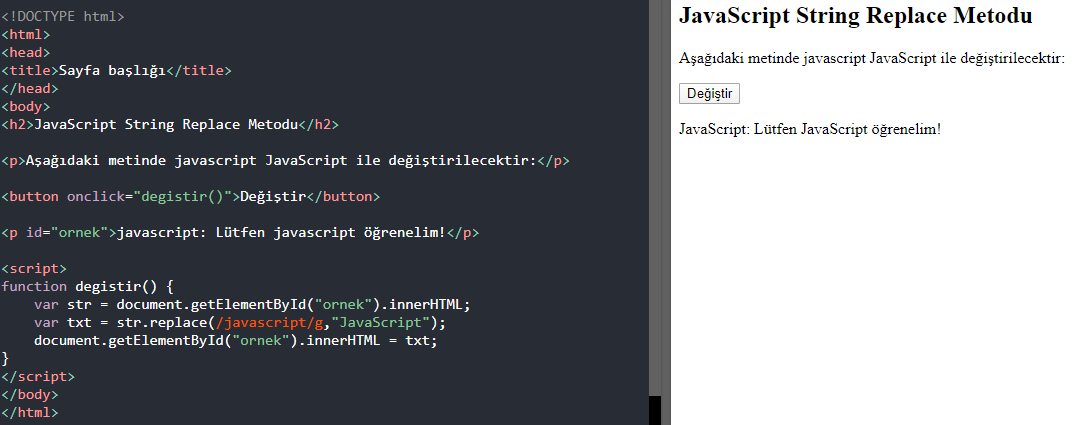 <!DOCTYPE html>
<html>
<head>
<title>Sayfa başlığı</title>
</head>
<body>
<h2>JavaScript String Replace Metodu</h2>
<p>Aşağıdaki metinde javascript JavaScript ile değiştirilecektir:</p>
<button onclick="degistir()">Değiştir</button>
<p id="ornek">javascript: Lütfen javascript öğrenelim!</p>
<script>
function degistir() {
    var str = document.getElementById("ornek").innerHTML;
    var txt = str.replace(/javascript/g,"JavaScript");
    document.getElementById("ornek").innerHTML = txt;
}
</script>
</body>
</html>
JavaScript String Replace Metodu
Aşağıdaki metinde javascript JavaScript ile değiştirilecektir:
Değiştir
JavaScript: Lütfen JavaScript öğrenelim!